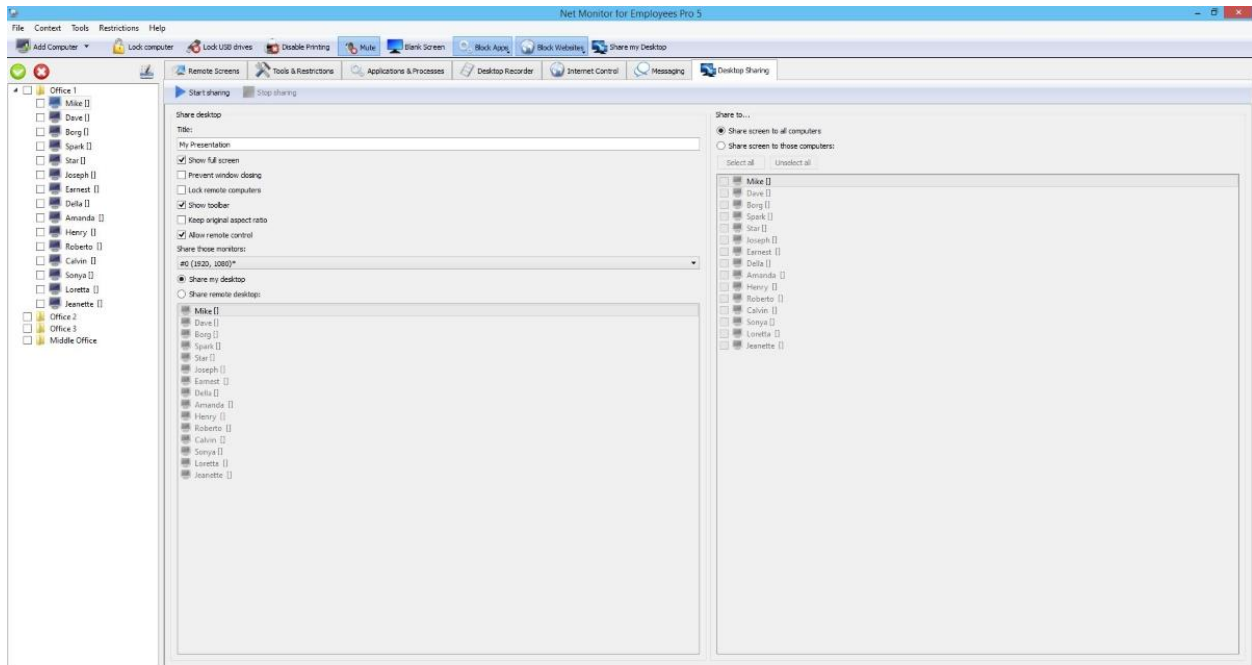 Net Monitor for Employees Pro 5
File Context Tools Restrictions Help
Add Computer Lock computer Lock USB drives Disable Printing Mute Blank Screen Block Apps Block Websites Share my Desktop
Remote Screens Tools & Restrictions Applications & Processes Desktop Recorder Internet Control Messaging Desktop Sharing
Office 1
Mike []
Dave []
Borg []
Spark []
Star []
Joseph []
Earnest []
Della []
Amanda []
Henry []
Roberto []
Calvin []
Sonya []
Loretta []
Jeanette []
Office 2
Office 3
Middle Office
Start sharing Stop sharing
Share desktop
Title:
My Presentation
Show full screen
Prevent window closing
Lock remote computers
Show toolbar
Keep original aspect ratio
Allow remote control
Share those monitors:
#0 (1920, 1080)*
Share my desktop
Share remote desktop:
Mike []
Dave []
Borg []
Spark []
Star []
Joseph []
Earnest []
Della []
Amanda []
Henry []
Roberto []
Calvin []
Sonya []
Loretta []
Jeanette []
Share to...
Share screen to all computers
Share screen to those computers:
Select all Unselect all
Mike []
Dave []
Borg []
Spark []
Star []
Joseph []
Earnest []
Della []
Amanda []
Henry []
Roberto []
Calvin []
Sonya []
Loretta []
Jeanette []